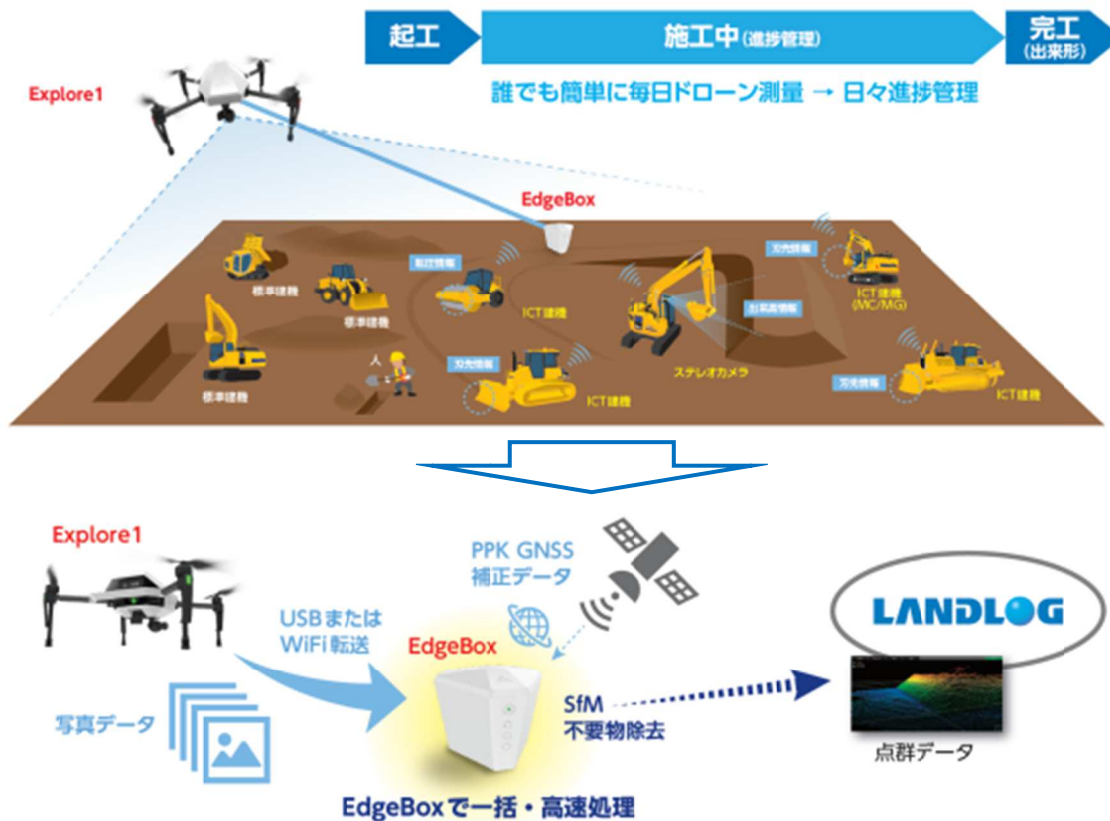 起工
施工中(進捗管理)
完工
(出来形)
誰でも簡単に毎日ドローン測量 → 日々進捗管理
Explore1
EdgeBox
標準建機
標準建機
標準建機
人
転圧情報
ICT建機
刃先情報
ICT建機
ステレオカメラ
出来高情報
刃先情報
ICT建機
(MC/MG)
刃先情報
ICT建機
Explore1
USBまたは
WiFi転送
写真データ
PPK GNSS
補正データ
EdgeBox
SfM
不要物除去
EdgeBoxで一括・高速処理
LANDLOG
点群データ